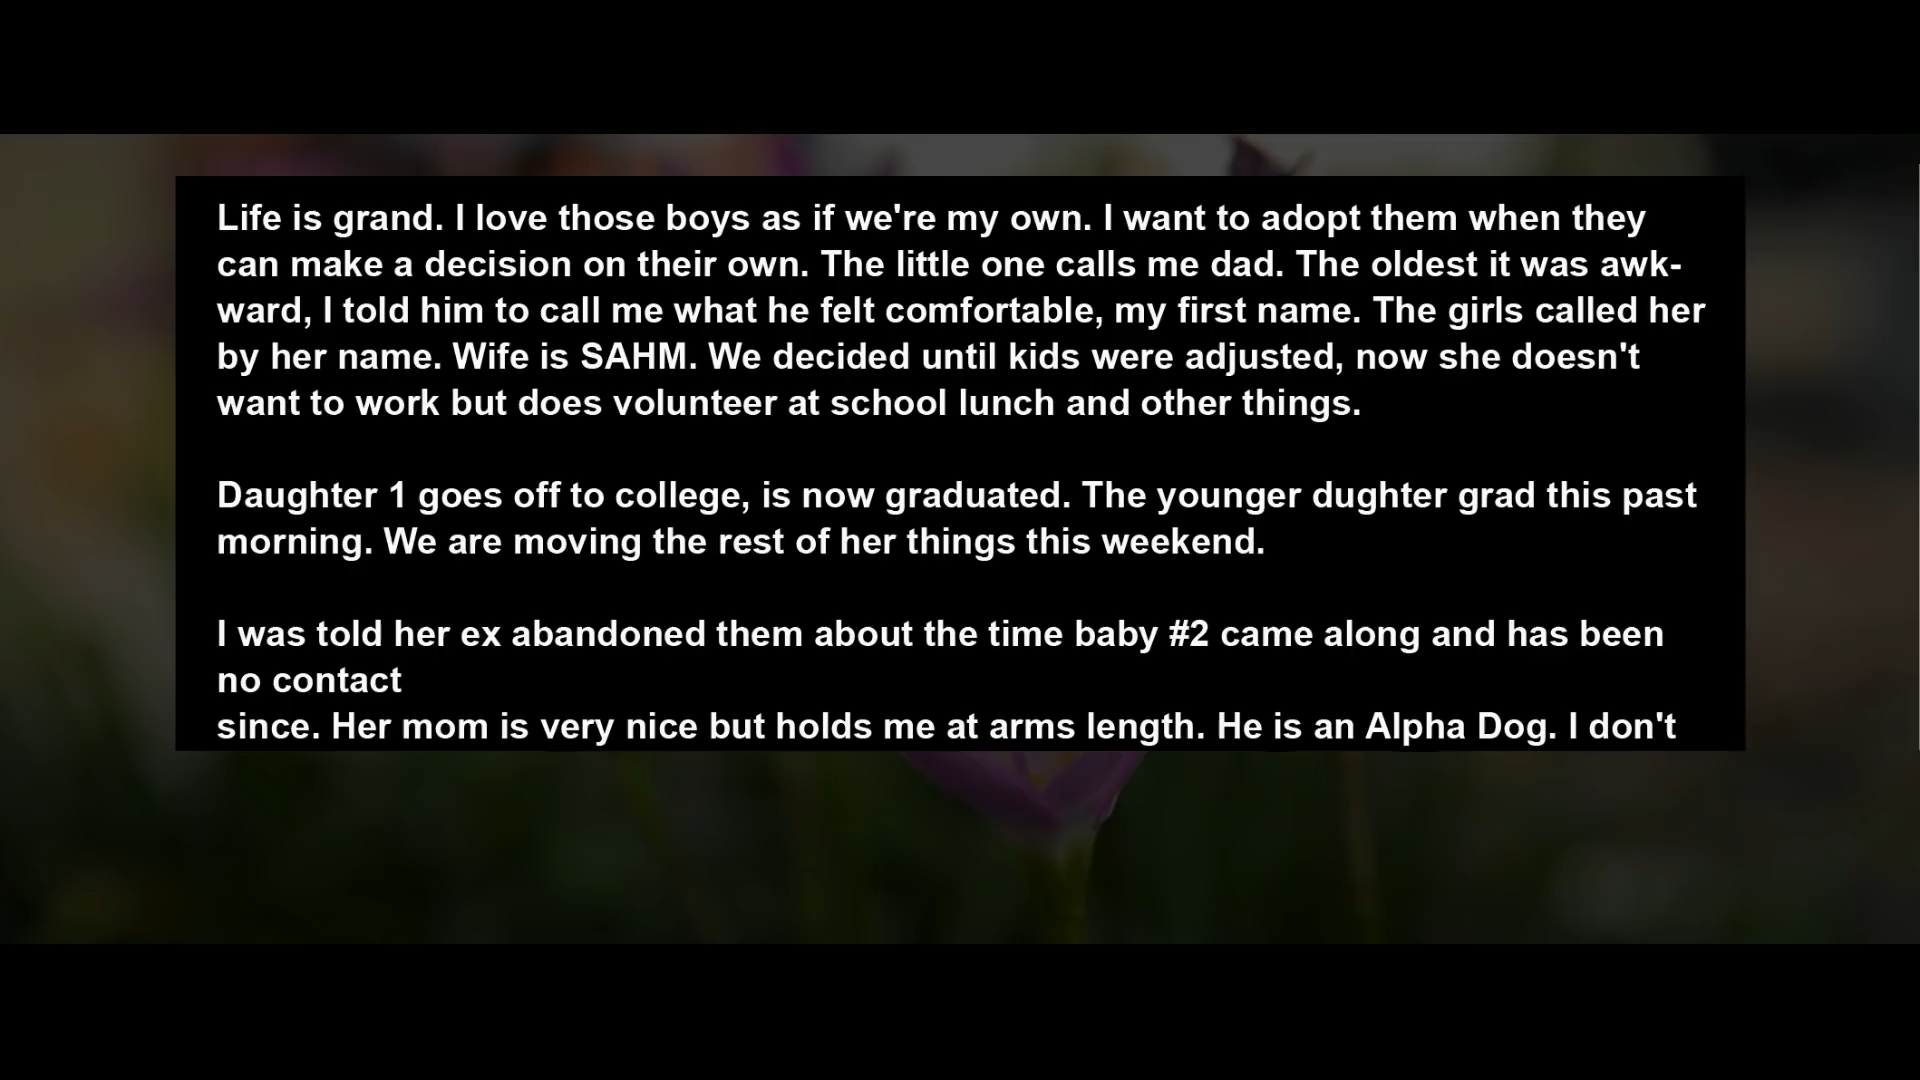 Life is grand. I love those boys as if we're my own. I want to adopt them when they
can make a decision on their own. The little one calls me dad. The oldest it was awk-
ward, I told him to call me what he felt comfortable, my first name. The girls called her
by her name. Wife is SAHM. We decided until kids were adjusted, now she doesn't
want to work but does volunteer at school lunch and other things.
Daughter 1 goes off to college, is now graduated. The younger dughter grad this past
morning. We are moving the rest of her things this weekend.
I was told her ex abandoned them about the time baby #2 came along and has been
no contact
since. Her mom is very nice but holds me at arms length. He is an Alpha Dog. I don't